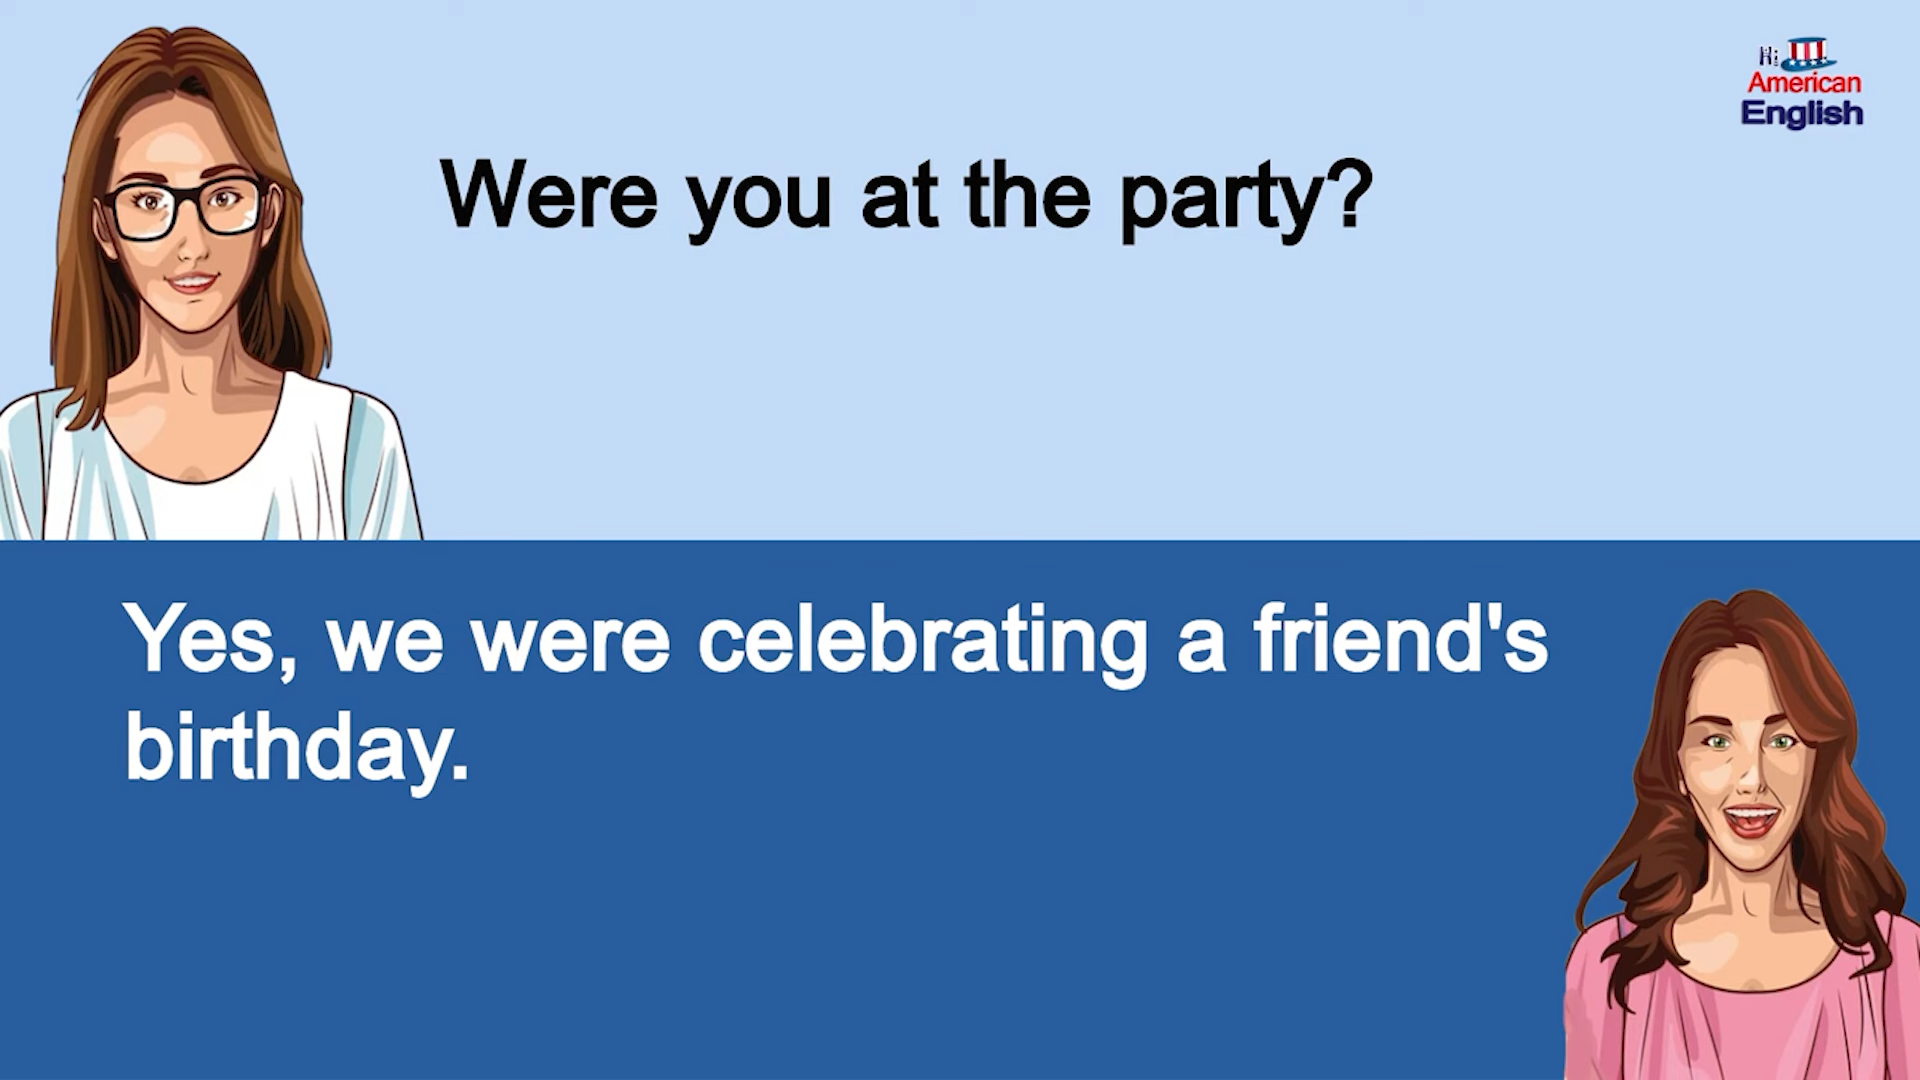 Hi
American
English
Were you at the party?
Yes, we were celebrating a friend's
birthday.